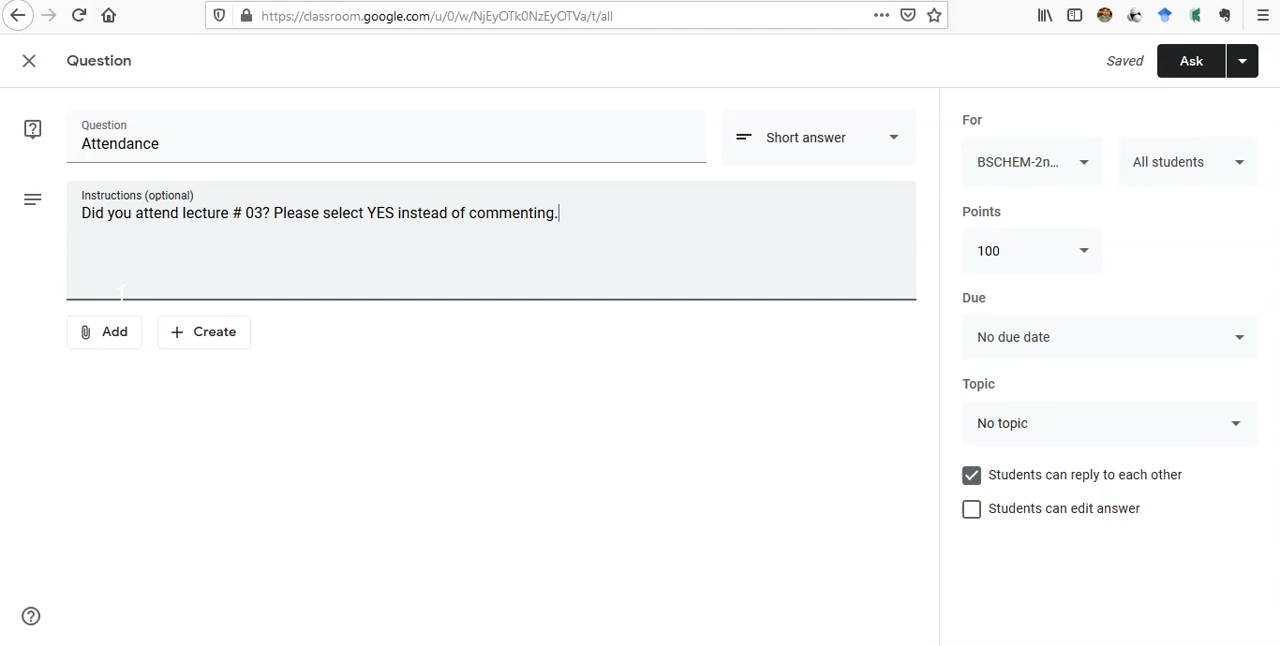 https://classroom.google.com/u/0/w/NjEyOTk0NzEyOTVa/t/all
Question
Saved
Ask
Question
Attendance
Short answer
Instructions (optional)
Did you attend lecture # 03? Please select YES instead of commenting.
Add
Create
For
BSCHEM-2n...
All students
Points
100
Due
No due date
Topic
No topic
Students can reply to each other
Students can edit answer